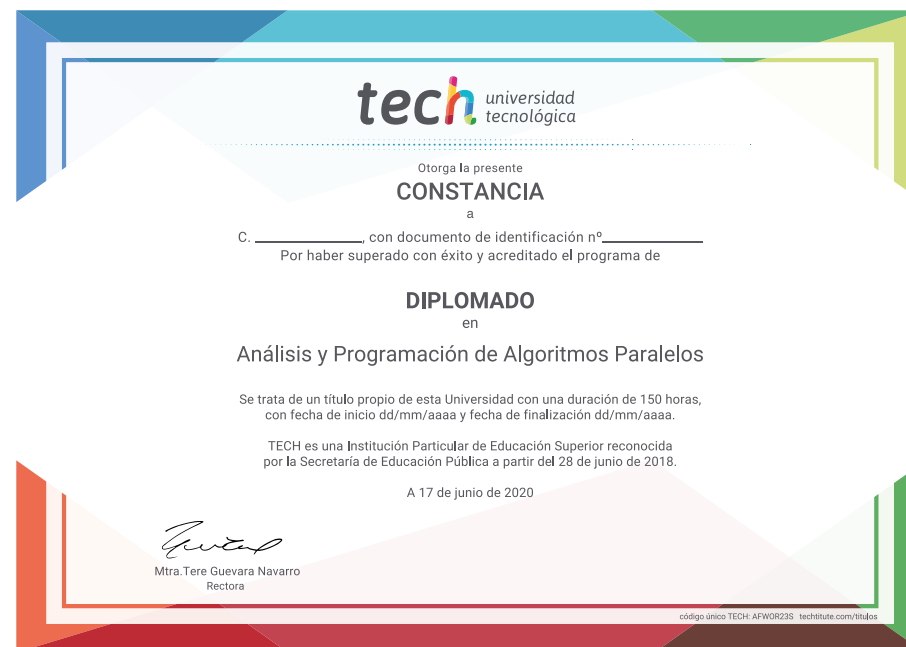 tech universidad
tecnológica
Otorga la presente
CONSTANCIA
a
C. ____________, con documento de identificación nº____________
Por haber superado con éxito y acreditado el programa de
DIPLOMADO
en
Análisis y Programación de Algoritmos Paralelos
Se trata de un título propio de esta Universidad con una duración de 150 horas,
con fecha de inicio dd/mm/aaaa y fecha de finalización dd/mm/aaaa.
TECH es una Institución Particular de Educación Superior reconocida
por la Secretaría de Educación Pública a partir del 28 de junio de 2018.
A 17 de junio de 2020
Mtra.Tere Guevara Navarro
Rectora
código único TECH: AFWOR23S techtitute.com/titulos